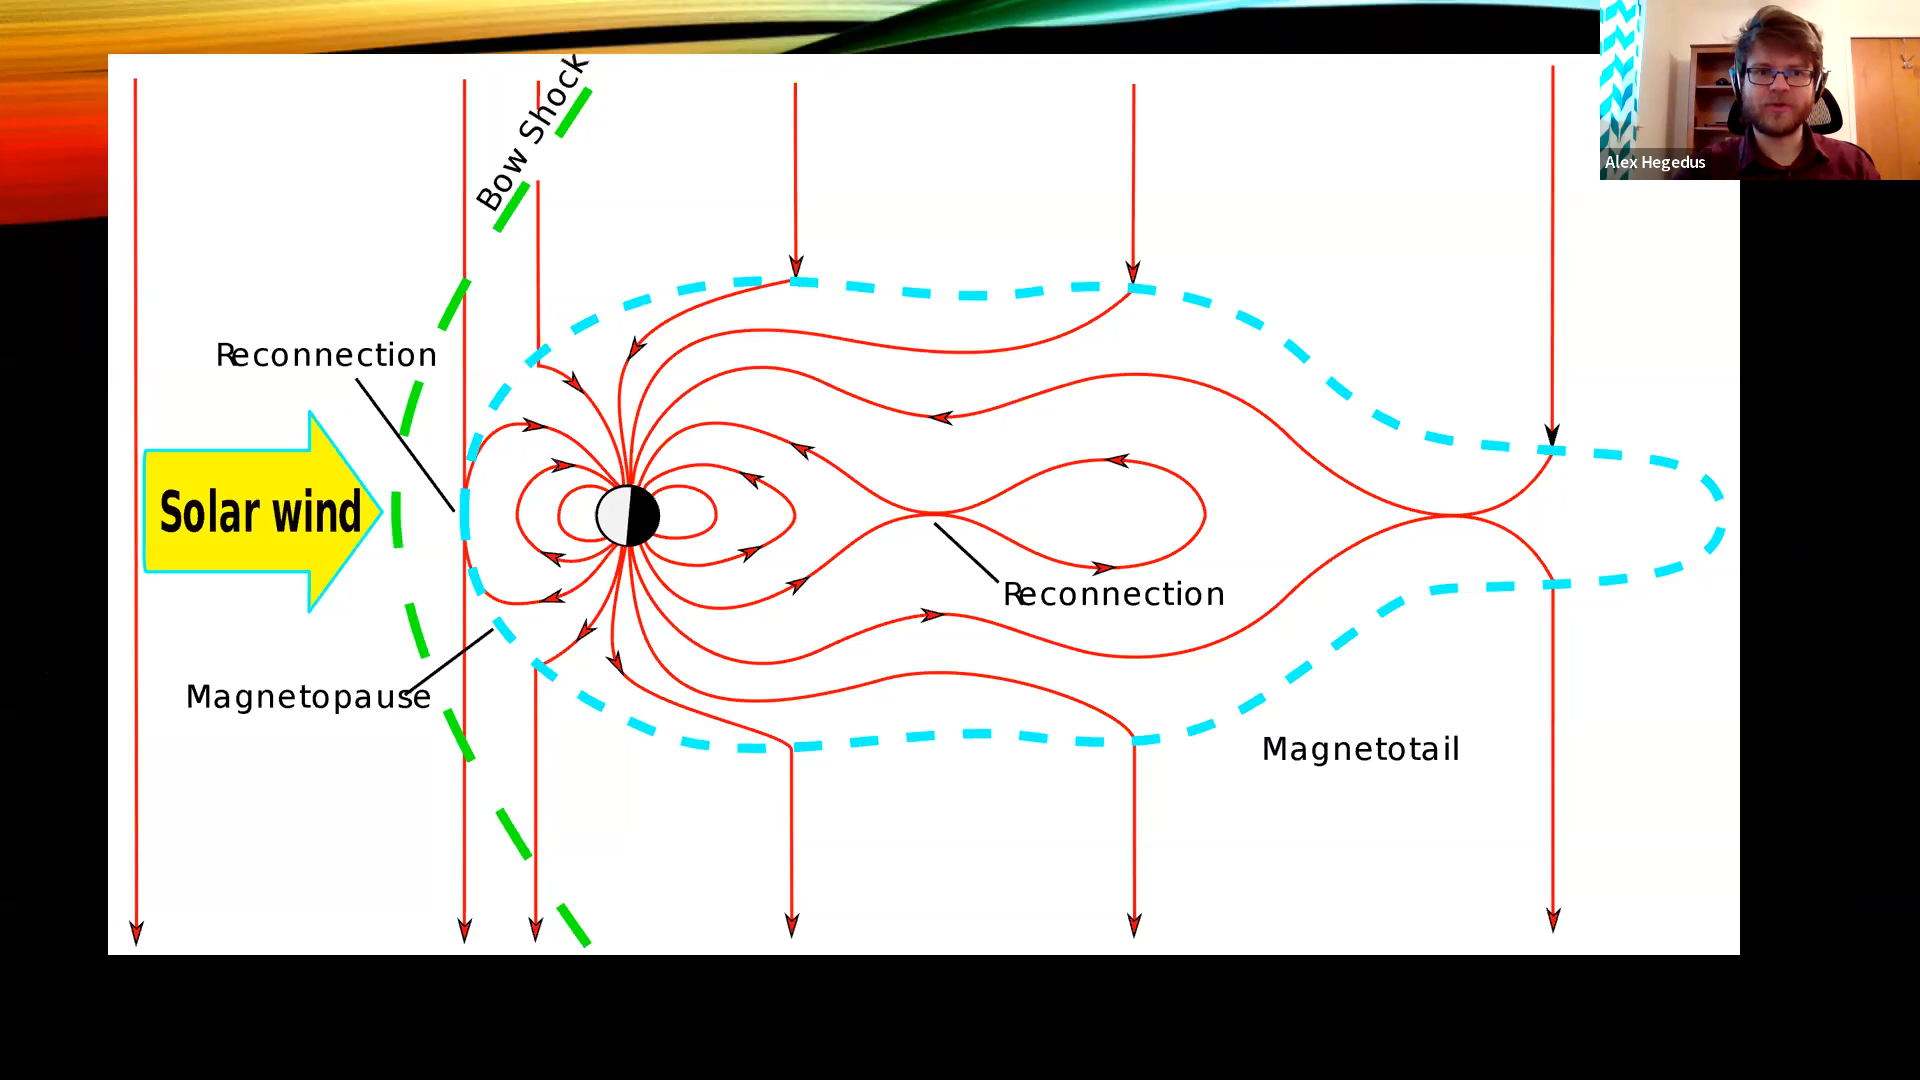 Bow Shock
Alex Hegedus
Reconnection
Solar wind
Reconnection
Magnetopause
Magnetotail